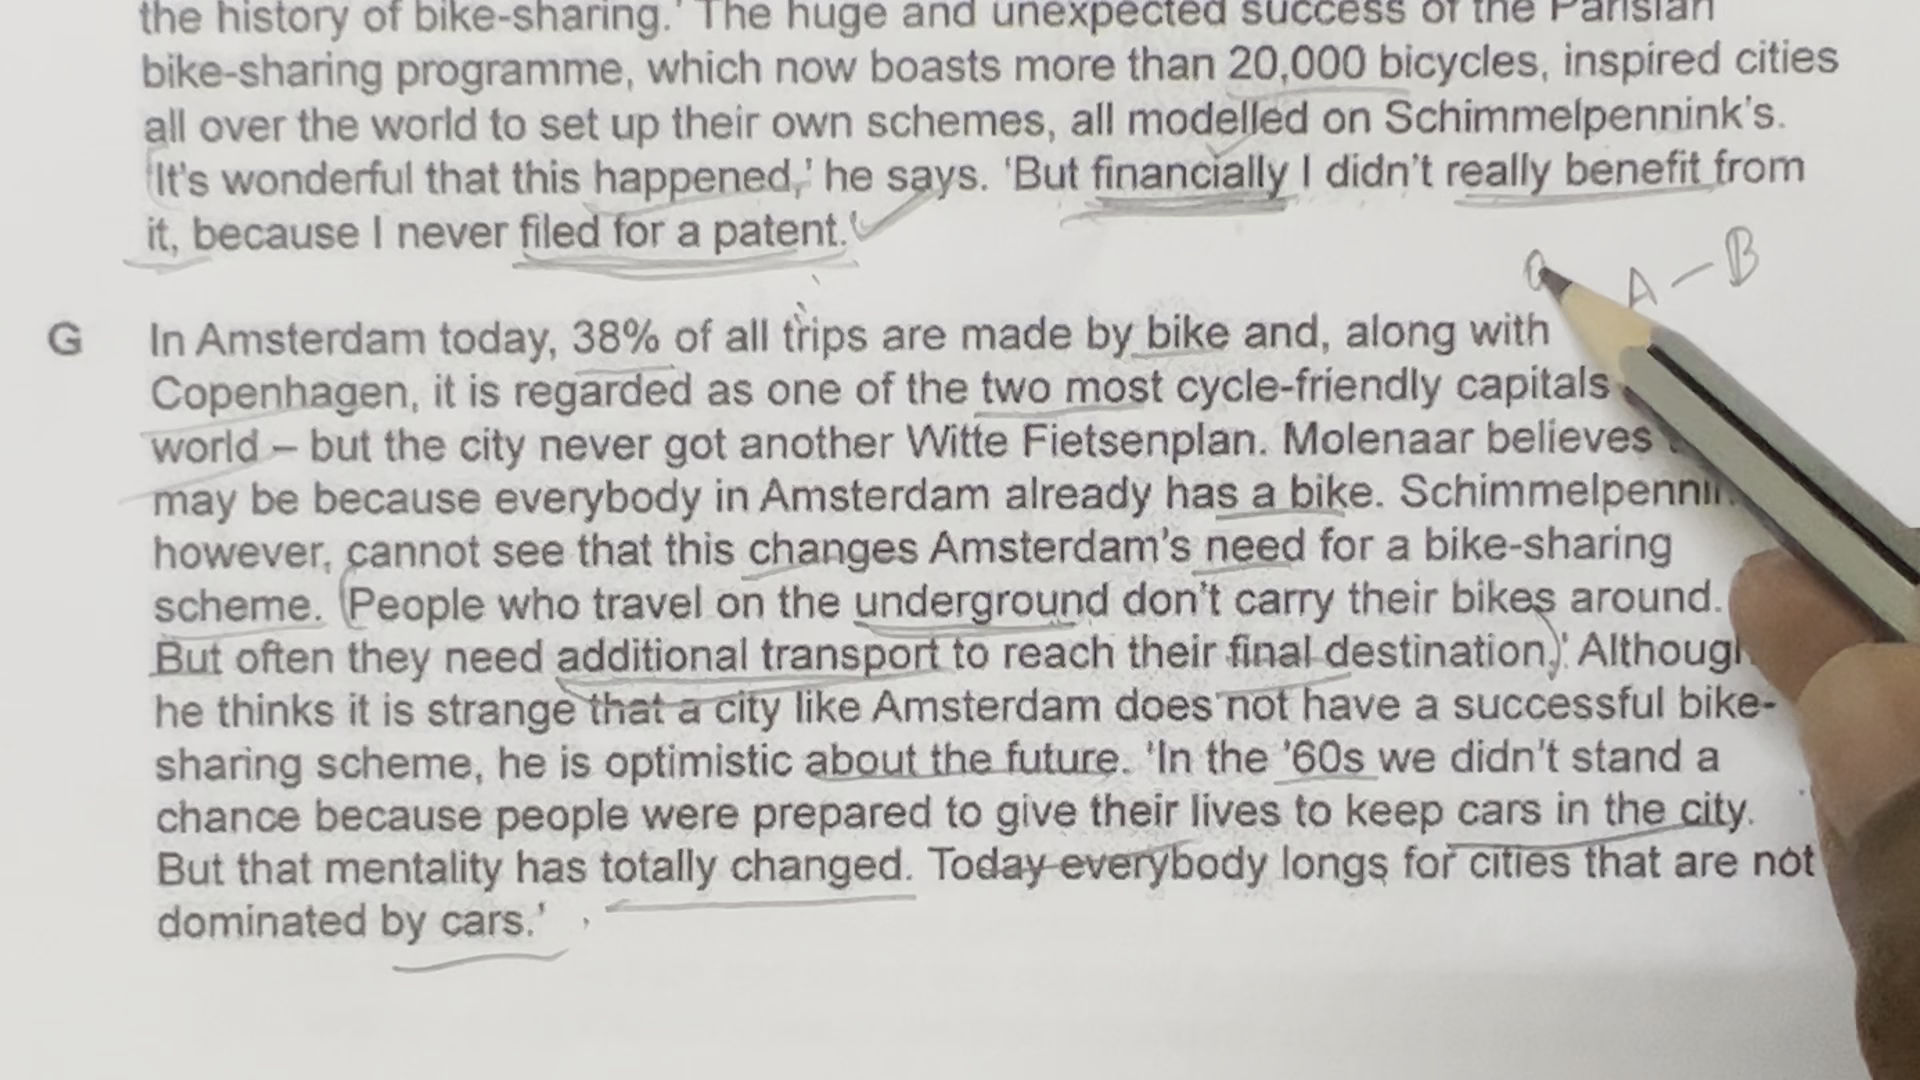 the history of bike-sharing.' The huge and unexpected success of the Parisian
bike-sharing programme, which now boasts more than 20,000 bicycles, inspired cities
all over the world to set up their own schemes, all modelled on Schimmelpennink's.
'It's wonderful that this happened,' he says. 'But financially I didn't really benefit from
it, because I never filed for a patent.'
A – B
G In Amsterdam today, 38% of all trips are made by bike and, along with
Copenhagen, it is regarded as one of the two most cycle-friendly capitals
world – but the city never got another Witte Fietsenplan. Molenaar believes
may be because everybody in Amsterdam already has a bike.
however, cannot see that this changes Amsterdam's need for a bike-sharing
scheme. 'People who travel on the underground don't carry their bikes around.
But often they need additional transport to reach their final destination.' Although
he thinks it is strange that a city like Amsterdam does not have a successful bike-
sharing scheme, he is optimistic about the future. 'In the '60s we didn't stand a
chance because people were prepared to give their lives to keep cars in the city.
But that mentality has totally changed. Today everybody longs for cities that are not
dominated by cars.'